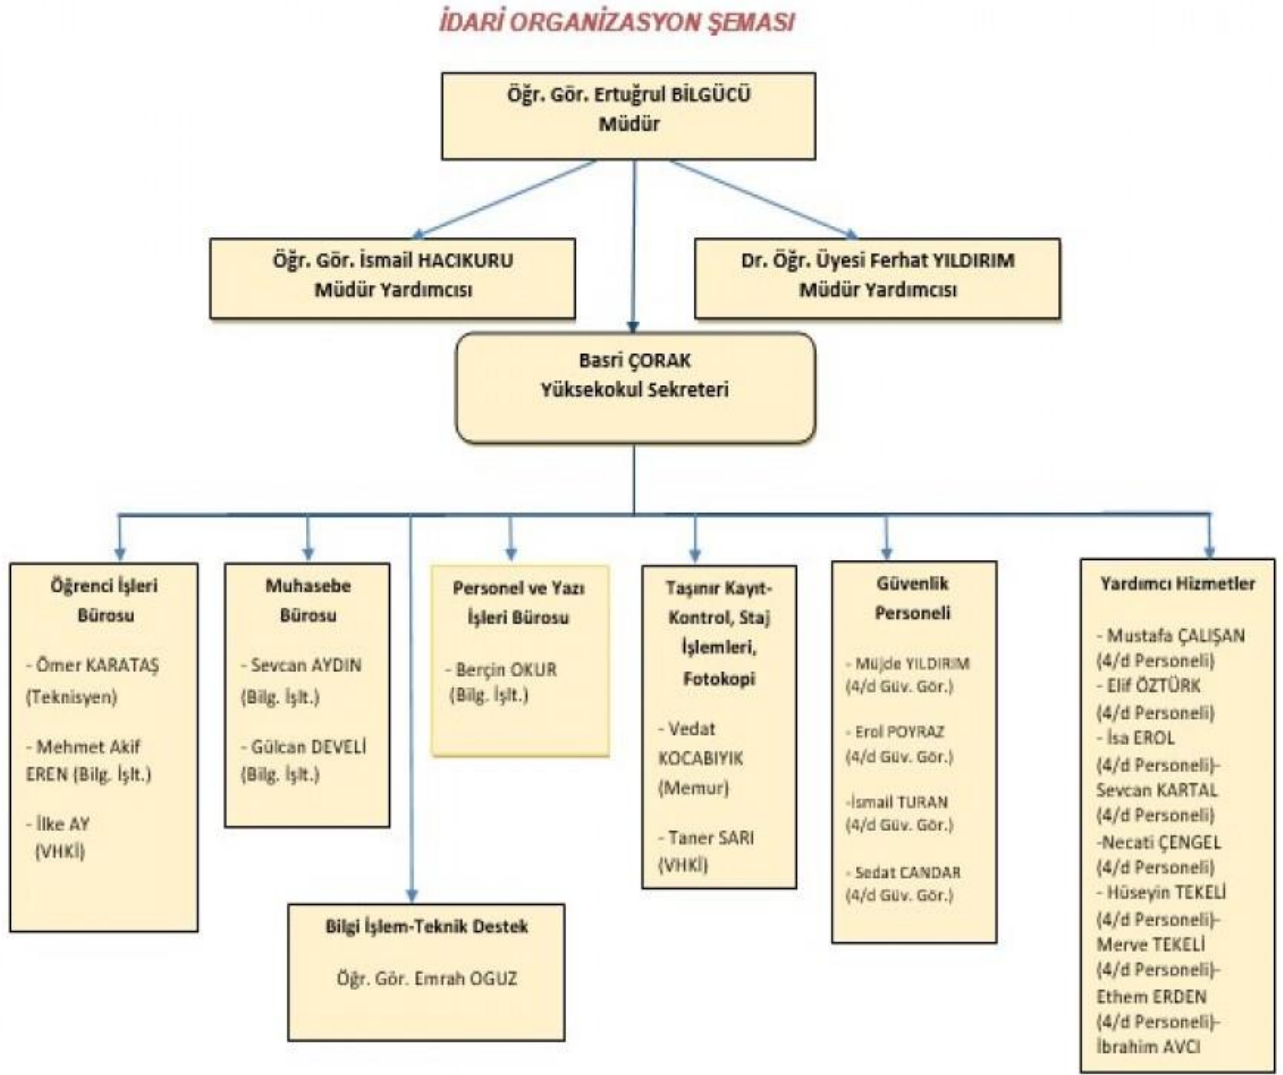 İDARİ ORGANİZASYON ŞEMASI
Öğr. Gör. Ertuğrul BİLGÜCÜ
Müdür
Öğr. Gör. İsmail HACIKURU
Müdür Yardımcısı
Dr. Öğr. Üyesi Ferhat YILDIRIM
Müdür Yardımcısı
Basri ÇORAK
Yüksekokul Sekreteri
Öğrenci İşleri
Bürosu
- Ömer KARATAŞ
(Teknisyen)
- Mehmet Akif
EREN (Bilg. İşlt.)
- İlke AY
(VHKİ)
Muhasebe
Bürosu
- Sevcan AYDIN
(Bilg. İşlt.)
- Gülcan DEVELİ
(Bilg. İşlt.)
Bilgi İşlem-Teknik Destek
Öğr. Gör. Emrah OGUZ
Personel ve Yazı
İşleri Bürosu
- Berçin OKUR
(Bilg. İşlt.)
Taşınır Kayıt-
Kontrol, Staj
İşlemleri,
Fotokopi
- Vedat
KOCABIYIK
(Memur)
- Taner SARI
(VHKİ)
Güvenlik
Personeli
- Müjde YILDIRIM
(4/d Güv. Gör.)
- Erol POYRAZ
(4/d Güv. Gör.)
-İsmail TURAN
(4/d Güv. Gör.)
- Sedat CANDAR
(4/d Güv. Gör.)
Yardımcı Hizmetler
- Mustafa ÇALIŞAN
(4/d Personeli)
- Elif ÖZTÜRK
(4/d Personeli)
- İsa EROL
(4/d Personeli)-
Sevcan KARTAL
(4/d Personeli)
-Necati ÇENGEL
(4/d Personeli)
- Hüseyin TEKELİ
(4/d Personeli)-
Merve TEKELİ
(4/d Personeli)-
Ethem ERDEN
(4/d Personeli)-
İbrahim AVCI